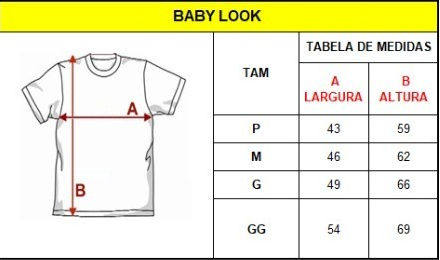 BABY LOOK
TAM
TABELA DE MEDIDAS
A
LARGURA
B
ALTURA
P 43 59
M 46 62
G 49 66
GG 54 69
A
B